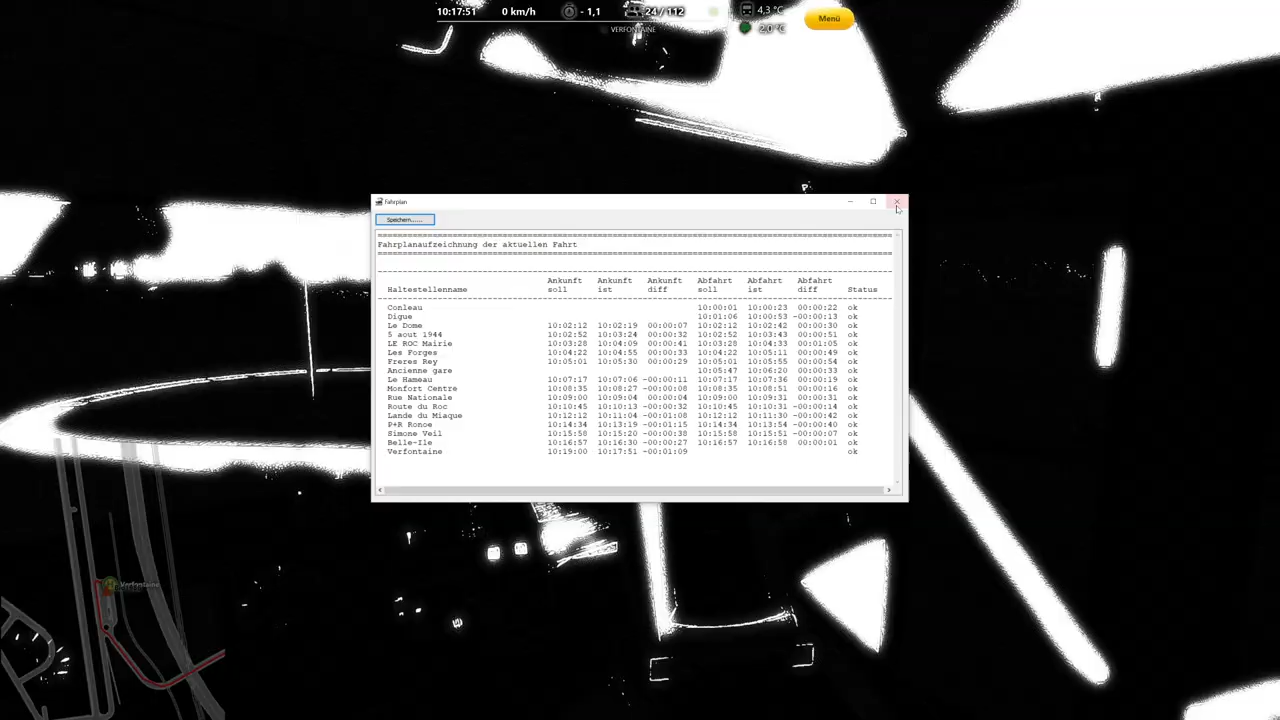 10:17:51 0 km/h - 1,1 24 / 112 4,3 °C Menü
VERFONTAINE 2,0 °C
Fahrplan
Speichern......
Fahrplanaufzeichnung der aktuellen Fahrt
Ankunft Ankunft Ankunft Abfahrt Abfahrt Abfahrt
Haltestellenname soll ist diff soll ist diff Status
Conleau 10:00:01 10:00:23 00:00:22 ok
Digue 10:01:06 10:00:53 -00:00:13 ok
Le Dome 10:02:12 10:02:19 00:00:07 10:02:12 10:02:42 00:00:30 ok
5 aout 1944 10:02:52 10:03:24 00:00:32 10:02:52 10:03:43 00:00:51 ok
LE ROC Mairie 10:03:28 10:04:09 00:00:41 10:03:28 10:04:33 00:01:05 ok
Les Forges 10:04:22 10:04:55 00:00:33 10:04:22 10:05:11 00:00:49 ok
Freres Rey 10:05:01 10:05:30 00:00:29 10:05:01 10:05:55 00:00:54 ok
Ancienne gare 10:05:47 10:06:20 00:00:33 ok
Le Hameau 10:07:17 10:07:06 -00:00:11 10:07:17 10:07:36 00:00:19 ok
Monfort Centre 10:08:35 10:08:27 -00:00:08 10:08:35 10:08:51 00:00:16 ok
Rue Nationale 10:09:00 10:09:04 00:00:04 10:09:00 10:09:31 00:00:31 ok
Route du Roc 10:10:45 10:10:13 -00:00:32 10:10:45 10:10:31 -00:00:14 ok
Lande du Miaque 10:12:12 10:11:04 -00:01:08 10:12:12 10:11:30 -00:00:42 ok
P+R Ronce 10:14:34 10:13:19 -00:01:15 10:14:34 10:13:54 -00:00:40 ok
Simone Veil 10:15:58 10:15:20 -00:00:38 10:15:58 10:15:51 -00:00:07 ok
Belle-Ile 10:16:57 10:16:30 -00:00:27 10:16:57 10:16:58 00:00:01 ok
Verfontaine 10:19:00 10:17:51 -00:01:09 ok
Verfontaine